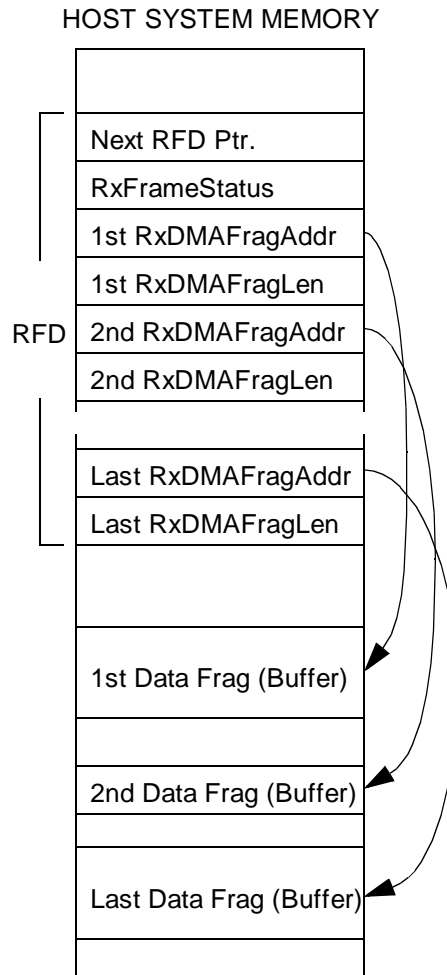 HOST SYSTEM MEMORY
Next RFD Ptr.
RxFrameStatus
1st RxDMAFragAddr
1st RxDMAFragLen
RFD
2nd RxDMAFragAddr
2nd RxDMAFragLen
Last RxDMAFragAddr
Last RxDMAFragLen
1st Data Frag (Buffer)
2nd Data Frag (Buffer)
Last Data Frag (Buffer)